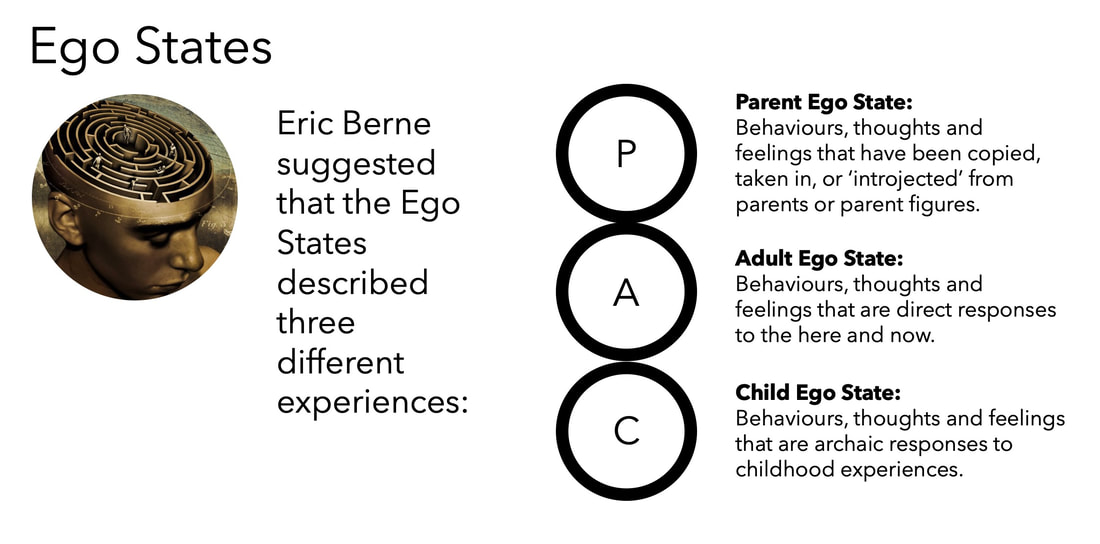 Ego States
Eric Berne
suggested
that the Ego
States
described
three
different
experiences:
P
Parent Ego State:
Behaviours, thoughts and
feelings that have been copied,
taken in, or ‘introjected’ from
parents or parent figures.
A
Adult Ego State:
Behaviours, thoughts and
feelings that are direct responses
to the here and now.
C
Child Ego State:
Behaviours, thoughts and feelings
that are archaic responses to
childhood experiences.